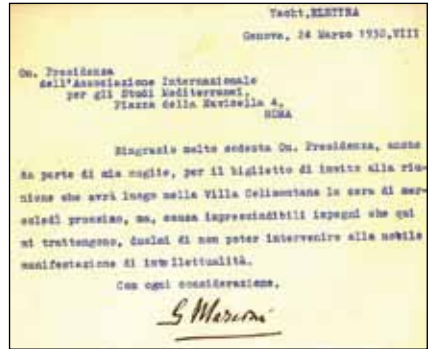 Yacht, ELETTRA
Genova, 24 Marzo 1930, VIII
On. Presidenza
dell'Associazione Internazionale
per gli Studi Mediterranei,
Piazza della Navicella 4,
ROMA
Ringrazio molto codesta On. Presidenza, anche
da parte di mia moglie, per il biglietto di invito alla riu-
nione che avrà luogo nella Villa Celimontana la sera di mer-
coledì prossimo, ma, causa imprescindibili impegni che qui
mi trattengono, duolmi di non poter intervenire alla nobile
manifestazione di intellettualità.
Con ogni considerazione,
G Marconi